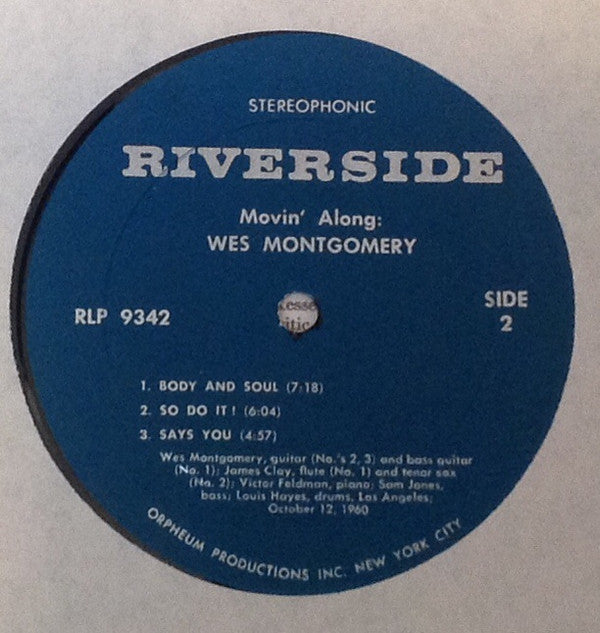 STEREOPHONIC
RIVERSIDE
Movin' Along:
WES MONTGOMERY
RLP 9342
SIDE
2
1. BODY AND SOUL (7:18)
2. SO DO IT! (6:04)
3. SAYS YOU (4:57)
Wes Montgomery, guitar (No.'s 2, 3) and bass guitar
(No. 1); James Clay, flute (No. 1) and tenor sax
(No. 2); Victor Feldman, piano; Sam Jones,
bass; Louis Hayes, drums, Los Angeles;
October 12, 1960
ORPHEUM PRODUCTIONS INC. NEW YORK CITY